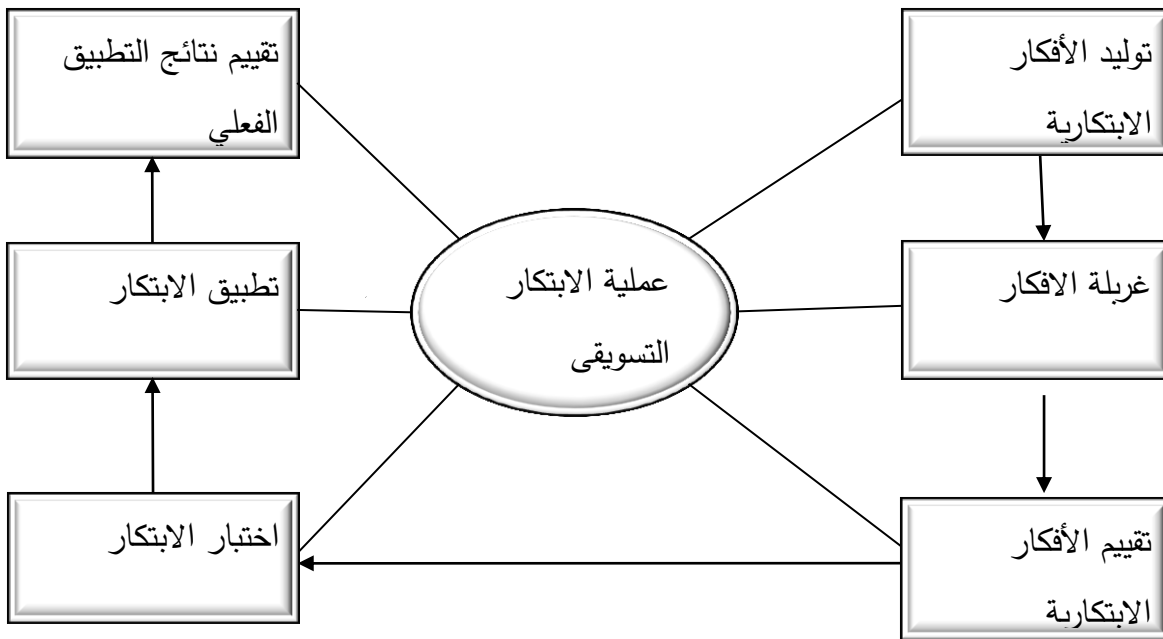 توليد الأفكار
الابتكارية
غربلة الافكار
تقييم الأفكار
الابتكارية
عملية الابتكار
التسويقى
تقييم نتائج التطبيق
الفعلي
تطبيق الابتكار
اختبار الابتكار